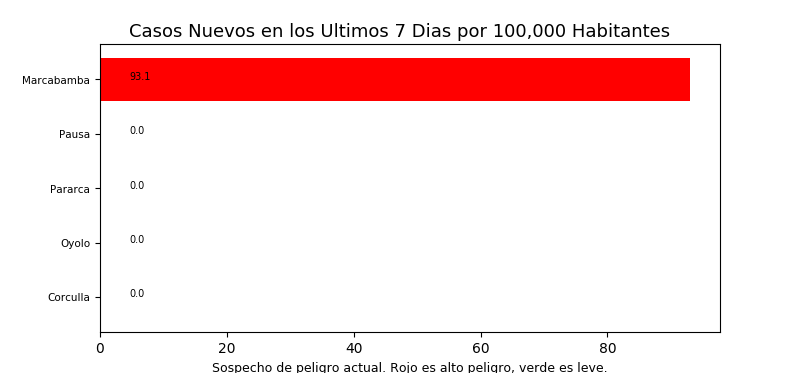 Casos Nuevos en los Ultimos 7 Dias por 100,000 Habitantes
Marcabamba 93.1
Pausa 0.0
Pararca 0.0
Oyolo 0.0
Corculla 0.0
0 20 40 60 80
Sospecho de peligro actual. Rojo es alto peligro, verde es leve.